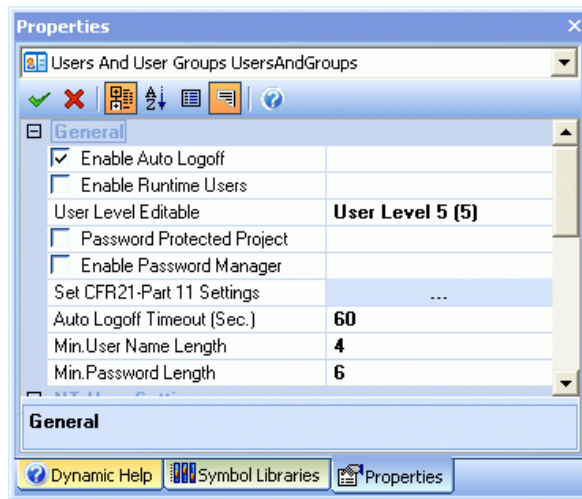 Properties
Users And User Groups UsersAndGroups
General
Enable Auto Logoff
Enable Runtime Users
User Level Editable User Level 5 (5)
Password Protected Project
Enable Password Manager
Set CFR21-Part 11 Settings ...
Auto Logoff Timeout (Sec.) 60
Min.User Name Length 4
Min.Password Length 6
General
Dynamic Help Symbol Libraries Properties